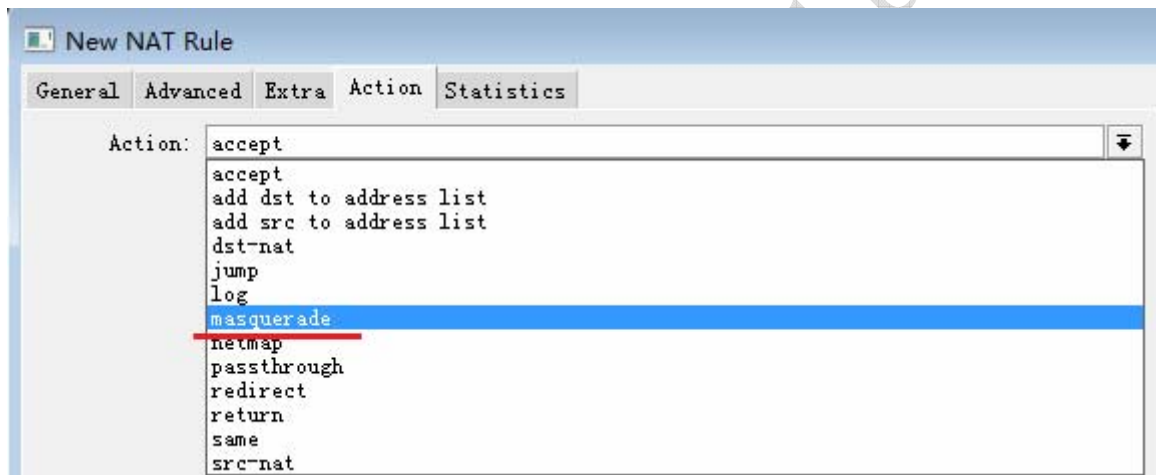 New NAT Rule
General Advanced Extra Action Statistics
Action: accept
accept
add dst to address list
add src to address list
dst-nat
jump
log
masquerade
netmap
passthrough
redirect
return
same
src-nat